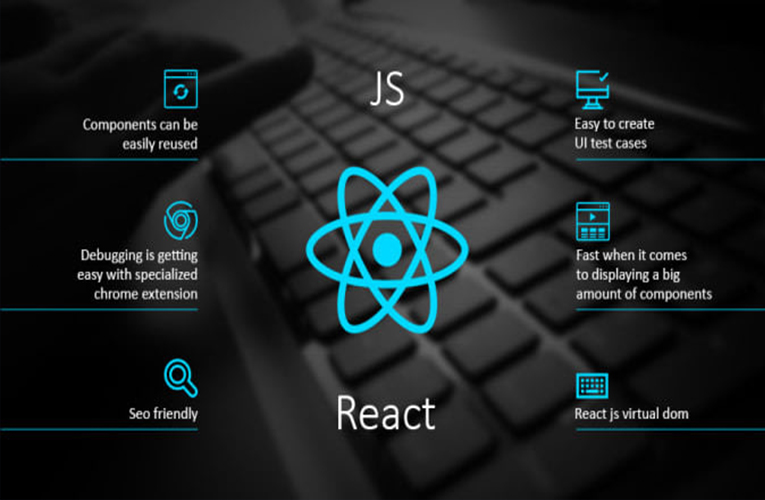 JS
Components can be
easily reused
Debugging is getting
easy with specialized
chrome extension
Seo friendly
Easy to create
UI test cases
Fast when it comes
to displaying a big
amount of components
React js virtual dom
React